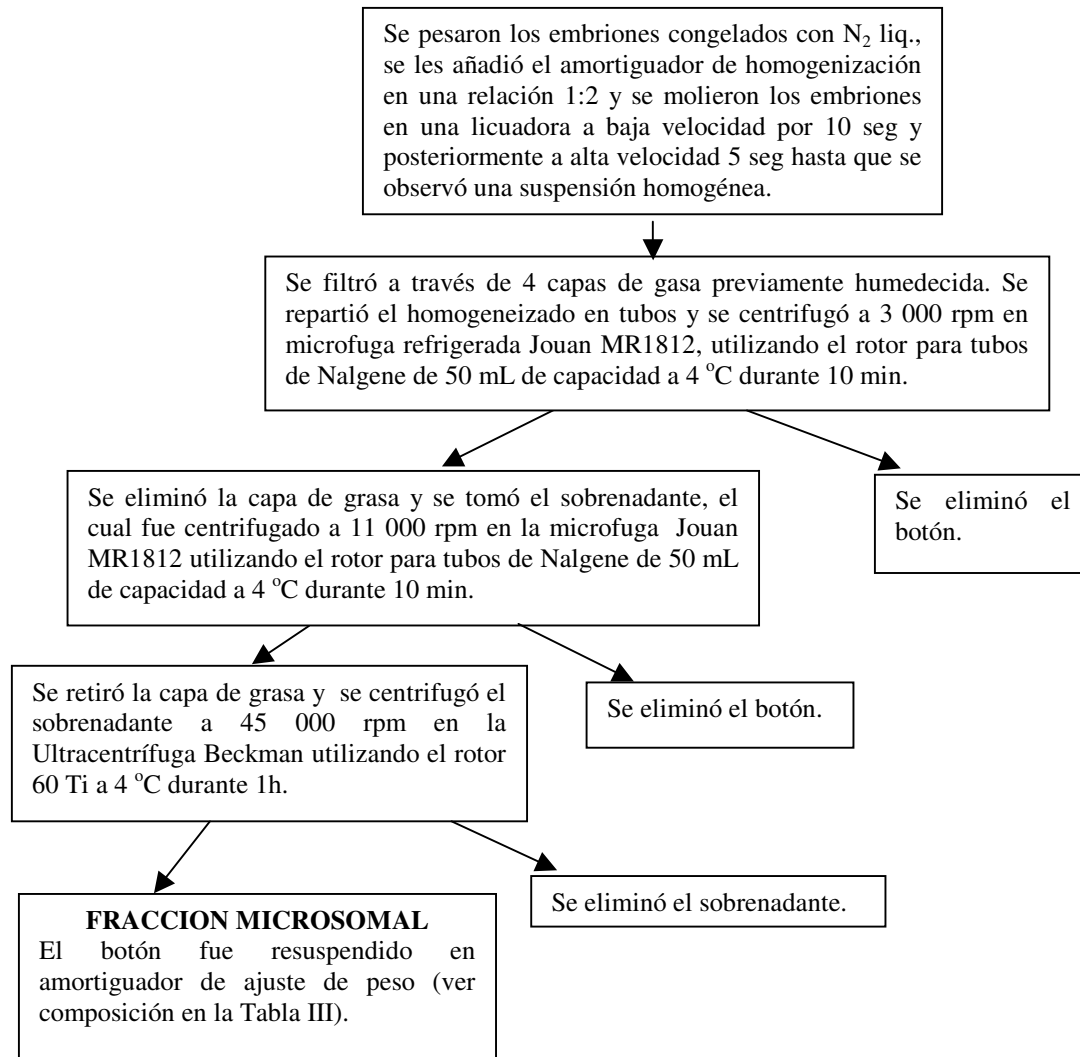 Se pesaron los embriones congelados con N₂ liq.,
se les añadió el amortiguador de homogenización
en una relación 1:2 y se molieron los embriones
en una licuadora a baja velocidad por 10 seg y
posteriormente a alta velocidad 5 seg hasta que se
observó una suspensión homogénea.
Se filtró a través de 4 capas de gasa previamente humedecida. Se
repartió el homogeneizado en tubos y se centrifugó a 3 000 rpm en
microfuga refrigerada Jouan MR1812, utilizando el rotor para tubos
de Nalgene de 50 mL de capacidad a 4 °C durante 10 min.
Se eliminó la capa de grasa y se tomó el sobrenadante, el
cual fue centrifugado a 11 000 rpm en la microfuga Jouan
MR1812 utilizando el rotor para tubos de Nalgene de 50 mL
de capacidad a 4 °C durante 10 min.
Se eliminó el
botón.
Se retiró la capa de grasa y se centrifugó el
sobrenadante a 45 000 rpm en la
Ultracentrífuga Beckman utilizando el rotor
60 Ti a 4 °C durante 1h.
Se eliminó el botón.
FRACCION MICROSOMAL
El botón fue resuspendido en
amortiguador de ajuste de peso (ver
composición en la Tabla III).
Se eliminó el sobrenadante.